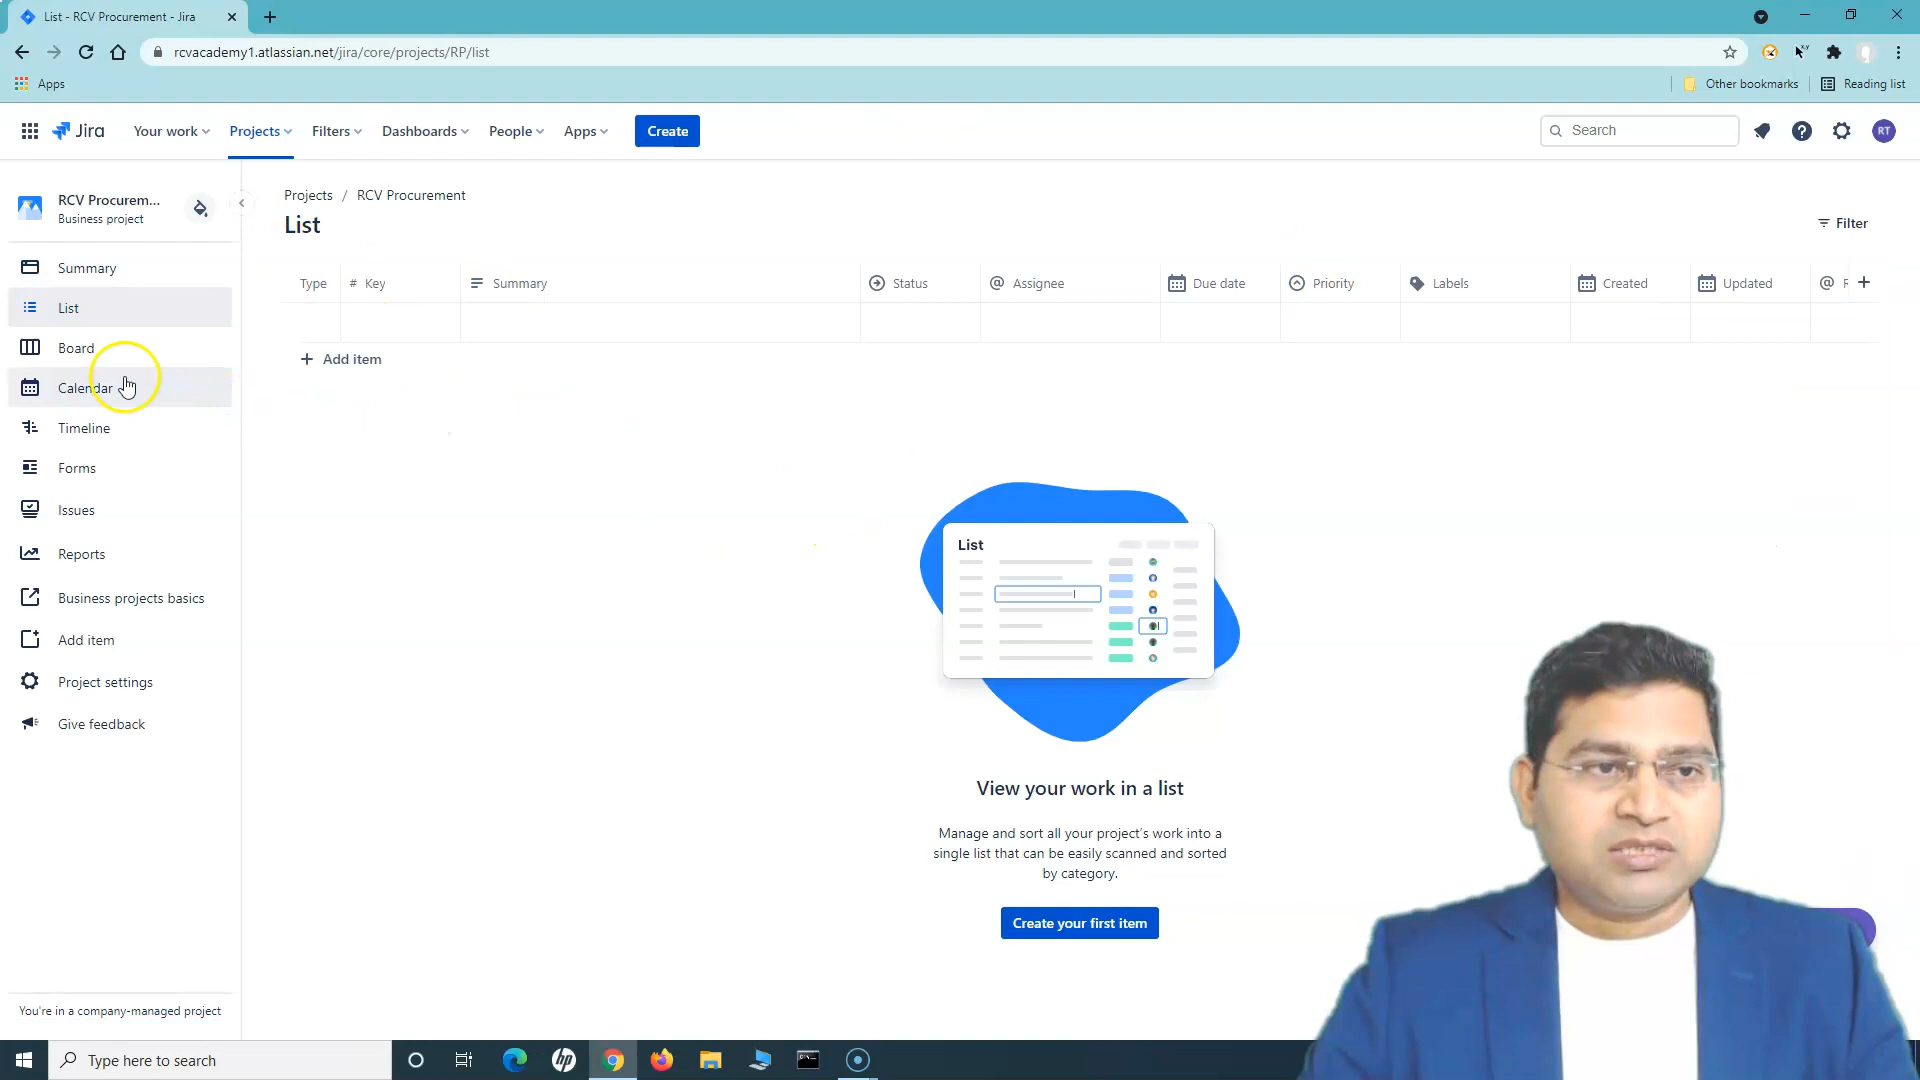 List - RCV Procurement - Jira
rcvacademy1.atlassian.net/jira/core/projects/RP/list
Apps
Other bookmarks
Reading list
Jira
Your work
Projects
Filters
Dashboards
People
Apps
Create
Search
RT
RCV Procurem...
Business project
Summary
List
Board
Calendar
Timeline
Forms
Issues
Reports
Business projects basics
Add item
Project settings
Give feedback
You're in a company-managed project
Projects / RCV Procurement
List
Filter
Type # Key Summary Status @ Assignee Due date Priority Labels Created Updated @ R
+ Add item
List
View your work in a list
Manage and sort all your project's work into a
single list that can be easily scanned and sorted
by category.
Create your first item
Type here to search
hp